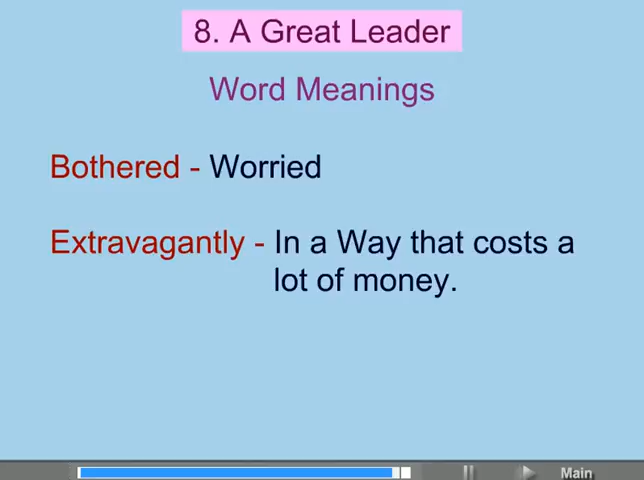 8. A Great Leader
Word Meanings
Bothered - Worried
Extravagantly - In a Way that costs a
lot of money.
Main